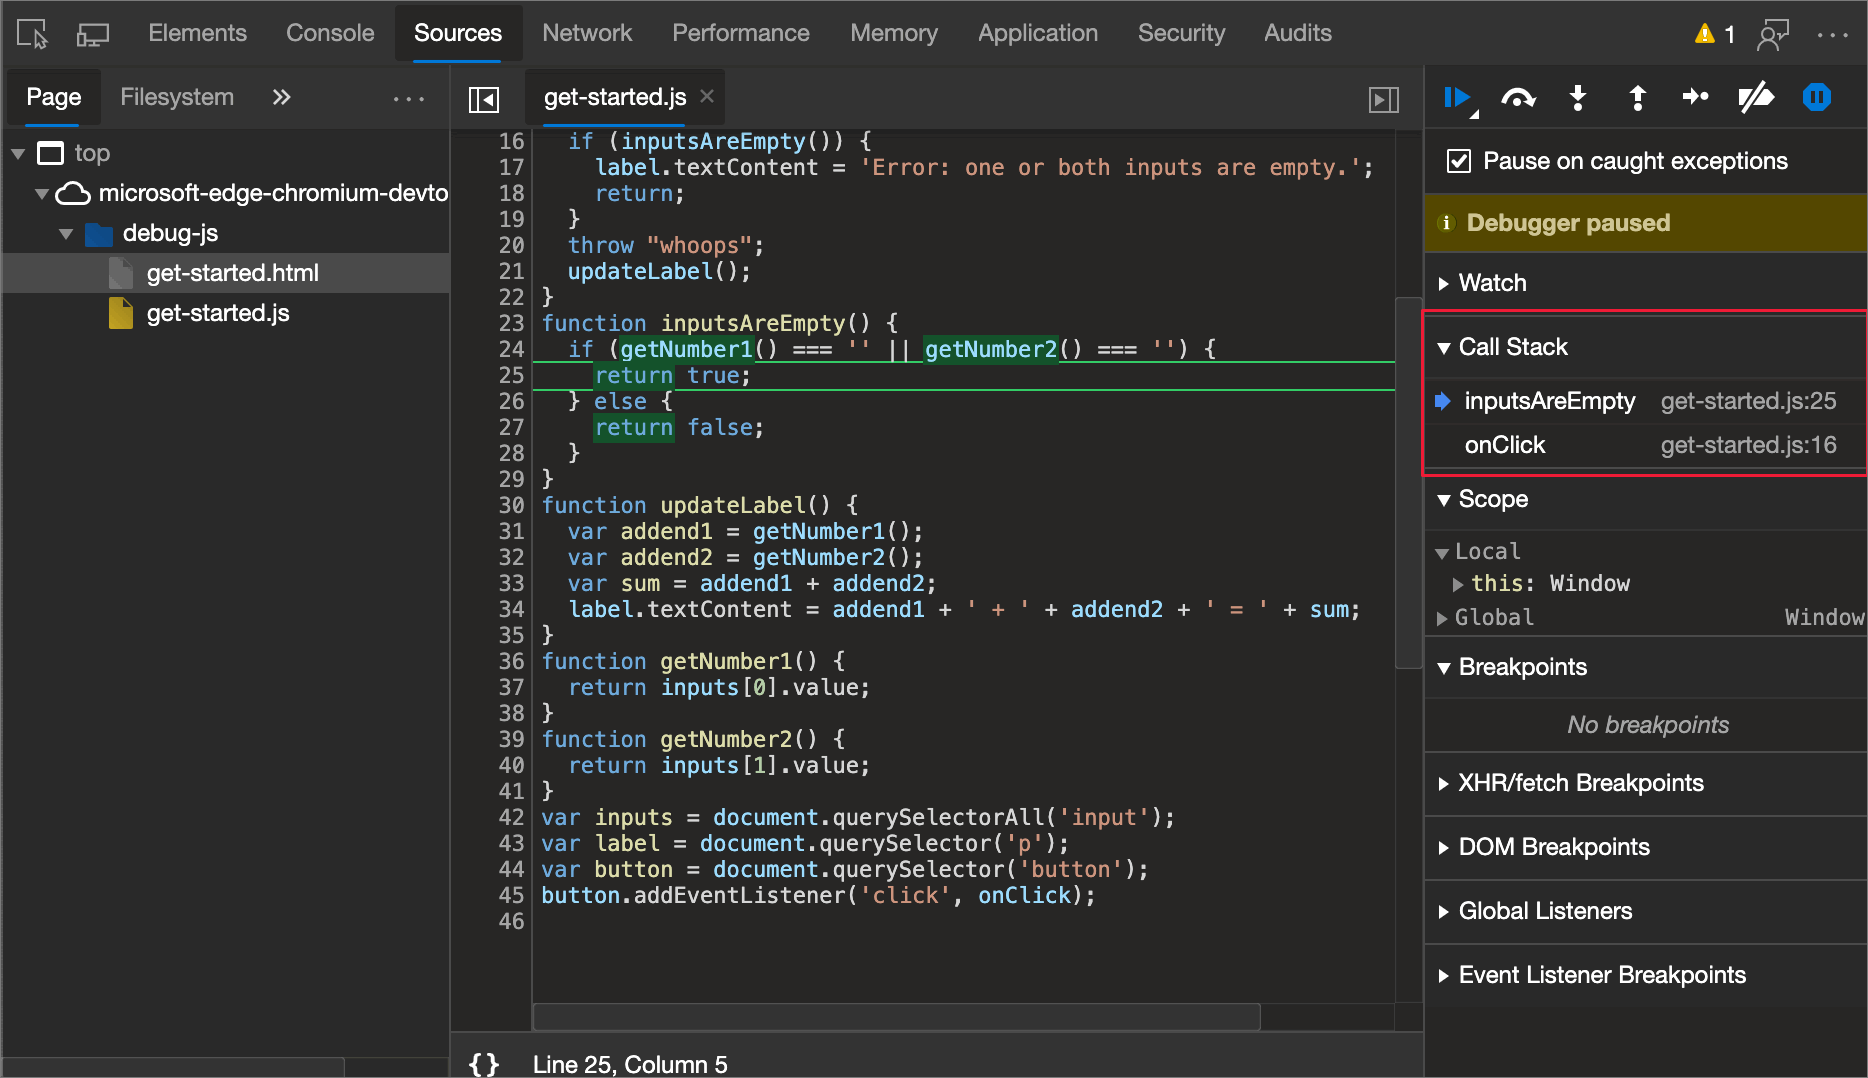 Elements Console Sources Network Performance Memory Application Security Audits 1
Page Filesystem
top
microsoft-edge-chromium-devto
debug-js
get-started.html
get-started.js
get-started.js
16 if (inputsAreEmpty()) {
17 label.textContent = 'Error: one or both inputs are empty.';
18 return;
19 }
20 throw "whoops";
21 updateLabel();
22 }
23 function inputsAreEmpty() {
24 if (getNumber1() === '' || getNumber2() === '') {
25 return true;
26 } else {
27 return false;
28 }
29 }
30 function updateLabel() {
31 var addend1 = getNumber1();
32 var addend2 = getNumber2();
33 var sum = addend1 + addend2;
34 label.textContent = addend1 + ' + ' + addend2 + ' = ' + sum;
35 }
36 function getNumber1() {
37 return inputs[0].value;
38 }
39 function getNumber2() {
40 return inputs[1].value;
41 }
42 var inputs = document.querySelectorAll('input');
43 var label = document.querySelector('p');
44 var button = document.querySelector('button');
45 button.addEventListener('click', onClick);
46
{} Line 25, Column 5
Pause on caught exceptions
Debugger paused
Watch
Call Stack
inputsAreEmpty get-started.js:25
onClick get-started.js:16
Scope
Local
this: Window
Global Window
Breakpoints
No breakpoints
XHR/fetch Breakpoints
DOM Breakpoints
Global Listeners
Event Listener Breakpoints